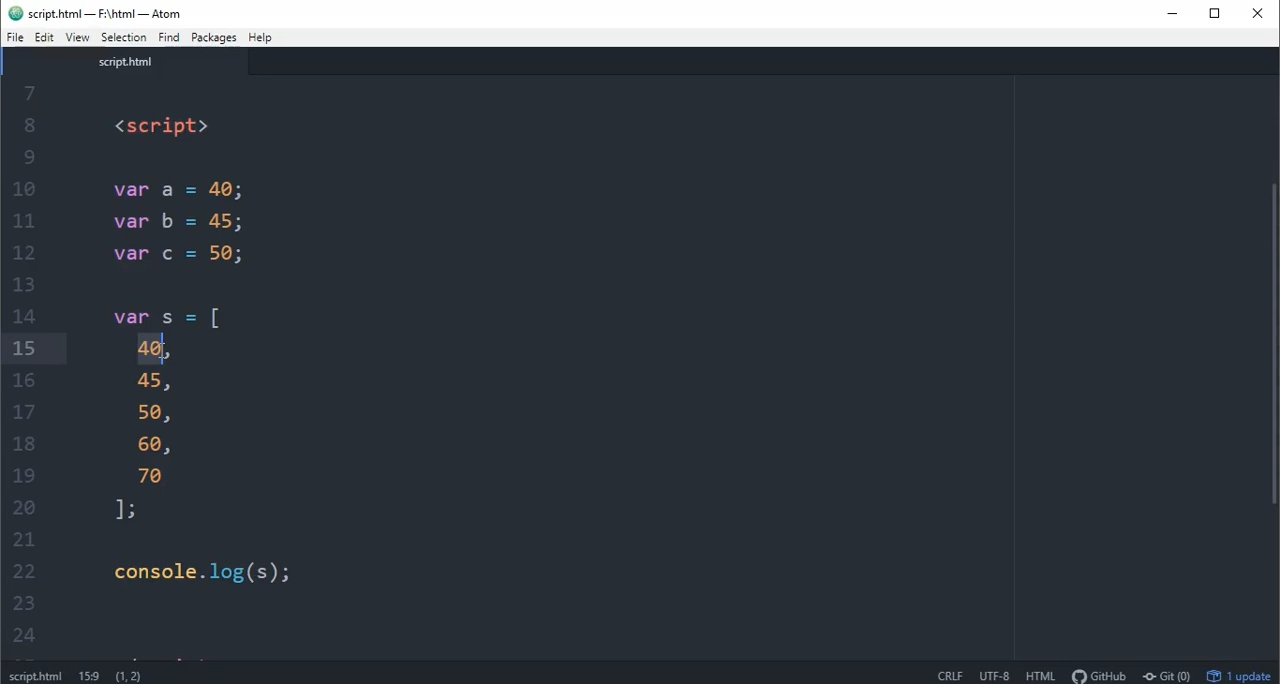 script.html — F:\html — Atom
File Edit View Selection Find Packages Help
script.html
7
8 <script>
9
10 var a = 40;
11 var b = 45;
12 var c = 50;
13
14 var s = [
15 40,
16 45,
17 50,
18 60,
19 70
20 ];
21
22 console.log(s);
23
24
script.html 15:9 (1, 2) CRLF UTF-8 HTML GitHub Git (0) 1 update